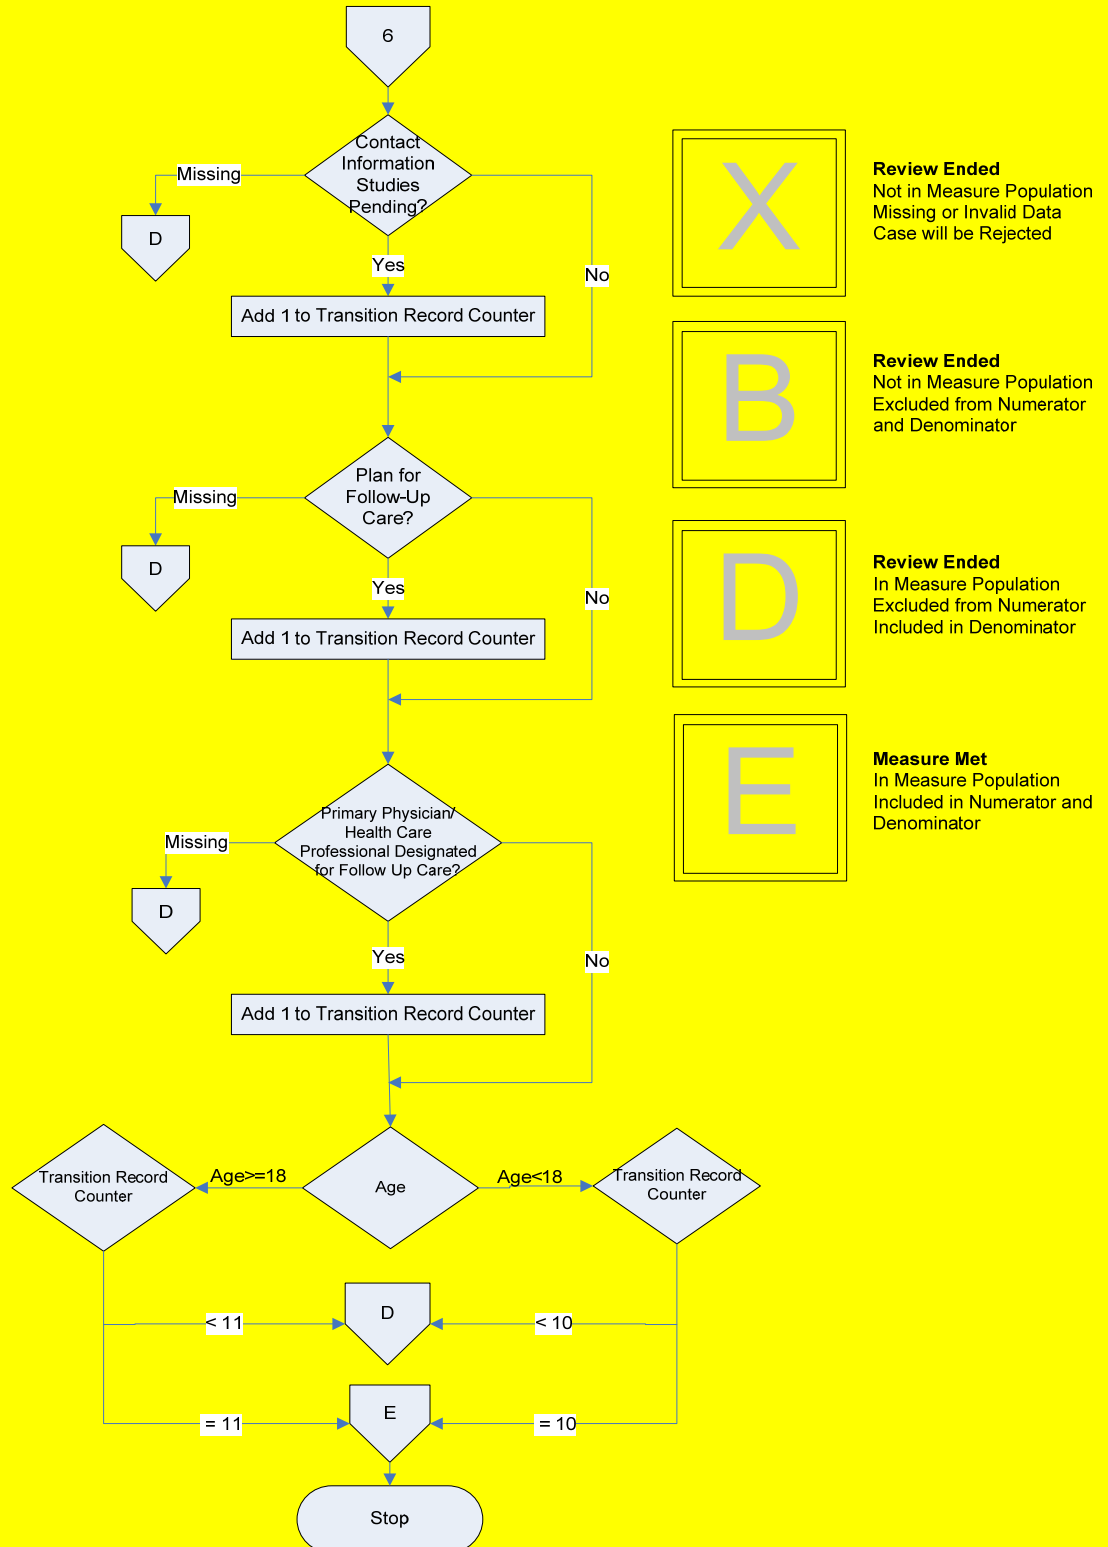 6
Contact
Information
Studies
Pending?
Missing
D
Yes
No
Add 1 to Transition Record Counter
Plan for
Follow-Up
Care?
Missing
D
Yes
No
Add 1 to Transition Record Counter
Primary Physician/
Health Care
Professional Designated
for Follow Up Care?
Missing
D
Yes
No
Add 1 to Transition Record Counter
Transition Record
Counter
Age>=18
Age
Age<18
Transition Record
Counter
< 11
D
< 10
= 11
E
= 10
Stop
X
Review Ended
Not in Measure Population
Missing or Invalid Data
Case will be Rejected
B
Review Ended
Not in Measure Population
Excluded from Numerator
and Denominator
D
Review Ended
In Measure Population
Excluded from Numerator
Included in Denominator
E
Measure Met
In Measure Population
Included in Numerator and
Denominator